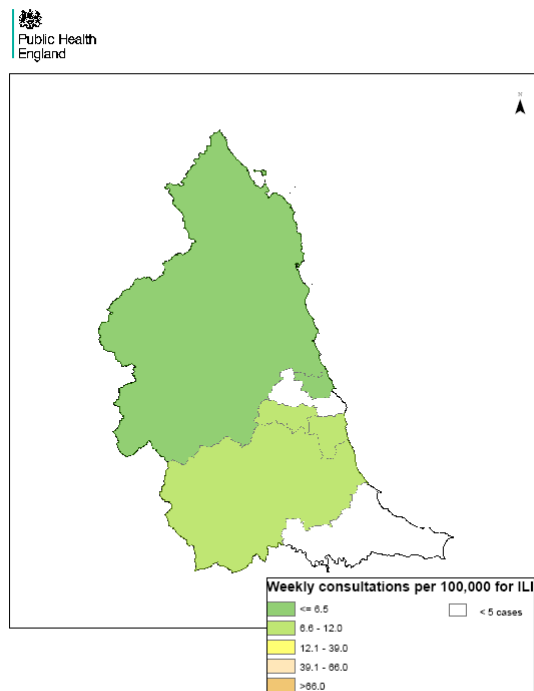 Public Health
England
N
Weekly consultations per 100,000 for ILI
<= 6.5
< 5 cases
6.6 - 12.0
12.1 - 39.0
39.1 - 66.0
>66.0